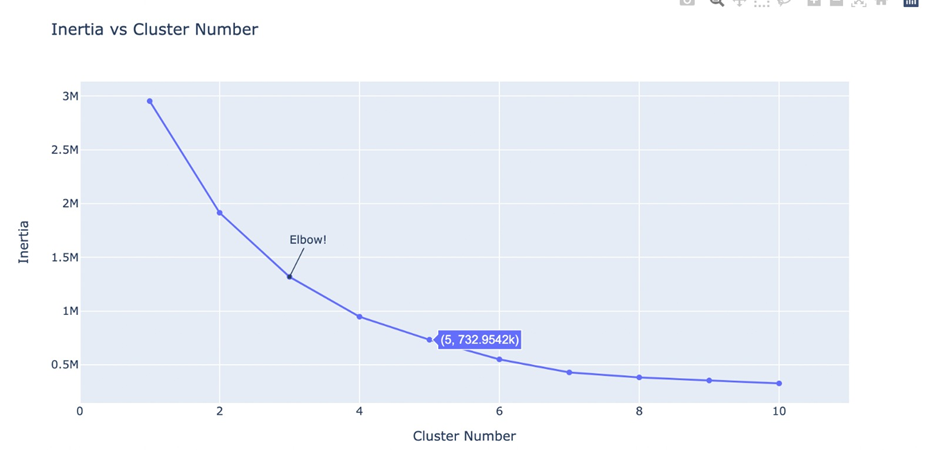 Inertia vs Cluster Number
3M
2.5M
2M
1.5M
1M
0.5M
Inertia
Elbow!
(5, 732.9542k)
0 2 4 6 8 10
Cluster Number